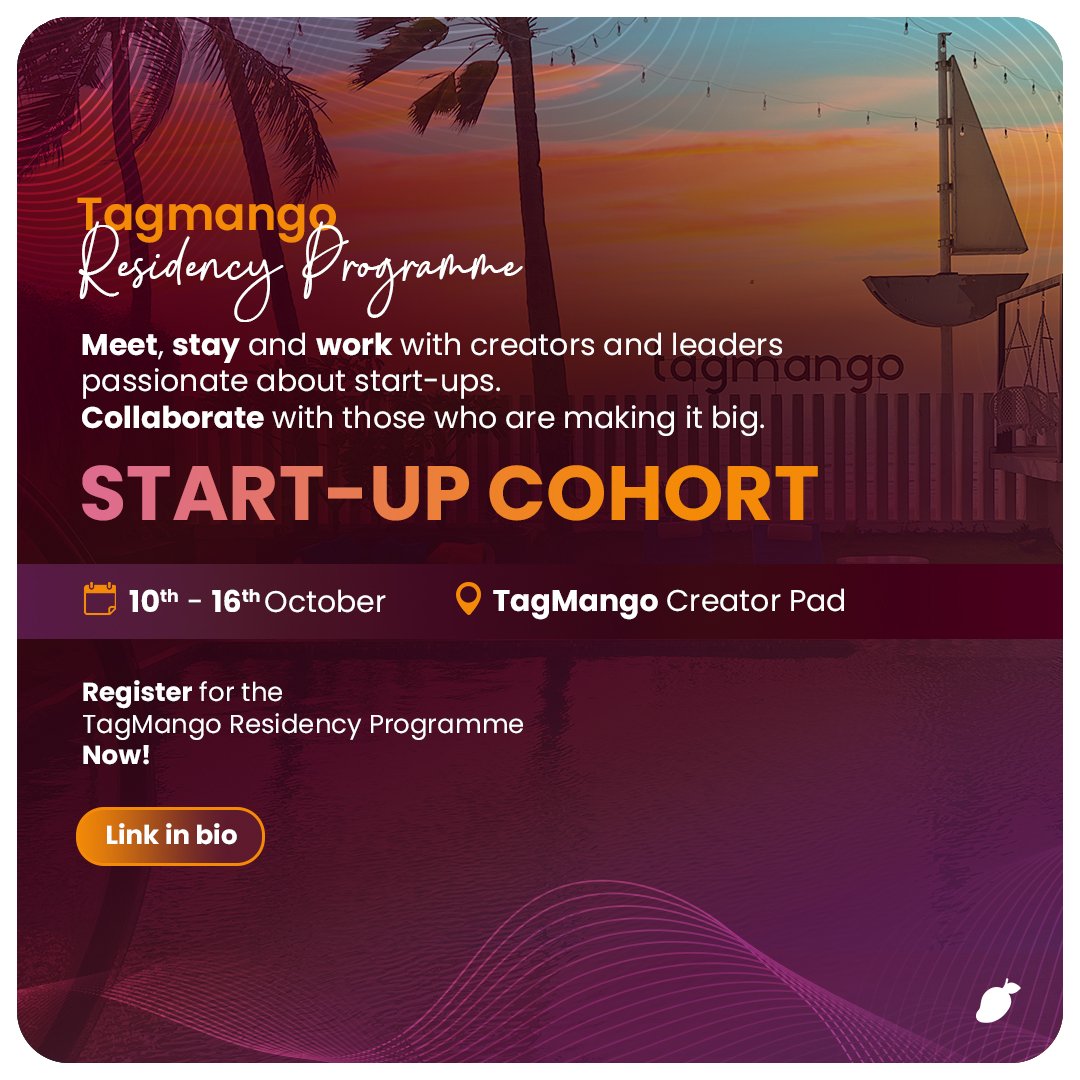 Tagmango
Residency Programme
Meet, stay and work with creators and leaders
passionate about start-ups.
tagmango
Collaborate with those who are making it big.
START-UP COHORT
10th - 16th October
TagMango Creator Pad
Register for the
TagMango Residency Programme
Now!
Link in bio